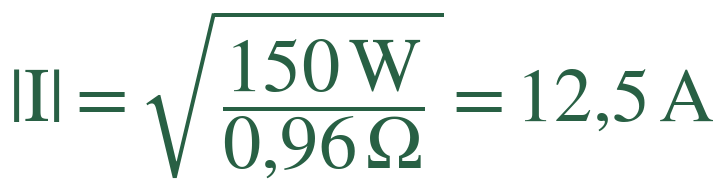 |I| = √(150 W / 0,96 Ω) = 12,5 A